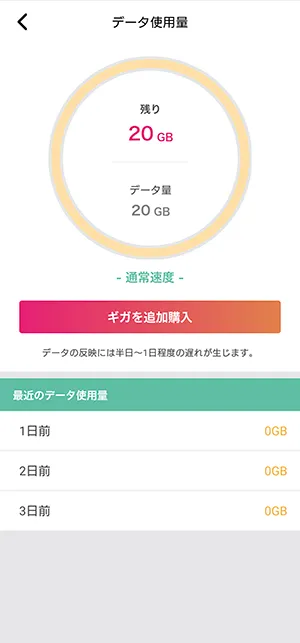 データ使用量
残り
20 GB
データ量
20 GB
- 通常速度 -
ギガを追加購入
データの反映には半日〜1日程度の遅れが生じます。
最近のデータ使用量
1日前 0GB
2日前 0GB
3日前 0GB